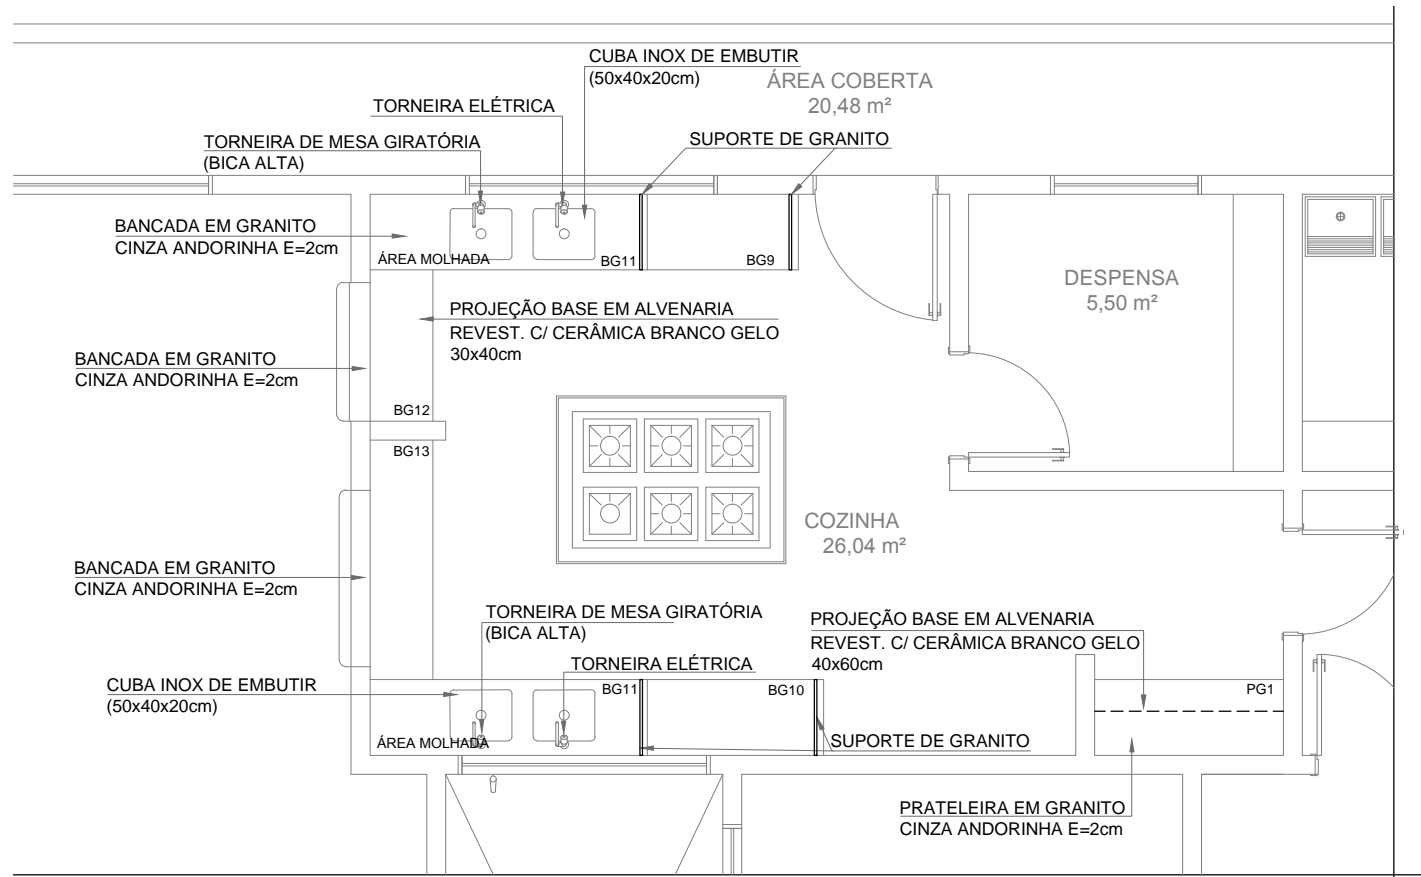 CUBA INOX DE EMBUTIR
(50x40x20cm)
ÁREA COBERTA
20,48 m²
TORNEIRA ELÉTRICA
TORNEIRA DE MESA GIRATÓRIA
(BICA ALTA)
SUPORTE DE GRANITO
BANCADA EM GRANITO
CINZA ANDORINHA E=2cm
ÁREA MOLHADA
BG11
BG9
DESPENSA
5,50 m²
PROJEÇÃO BASE EM ALVENARIA
REVEST. C/ CERÂMICA BRANCO GELO
30x40cm
BANCADA EM GRANITO
CINZA ANDORINHA E=2cm
BG12
BG13
COZINHA
26,04 m²
BANCADA EM GRANITO
CINZA ANDORINHA E=2cm
TORNEIRA DE MESA GIRATÓRIA
(BICA ALTA)
PROJEÇÃO BASE EM ALVENARIA
REVEST. C/ CERÂMICA BRANCO GELO
40x60cm
TORNEIRA ELÉTRICA
CUBA INOX DE EMBUTIR
(50x40x20cm)
BG11
BG10
PG1
ÁREA MOLHADA
SUPORTE DE GRANITO
PRATELEIRA EM GRANITO
CINZA ANDORINHA E=2cm